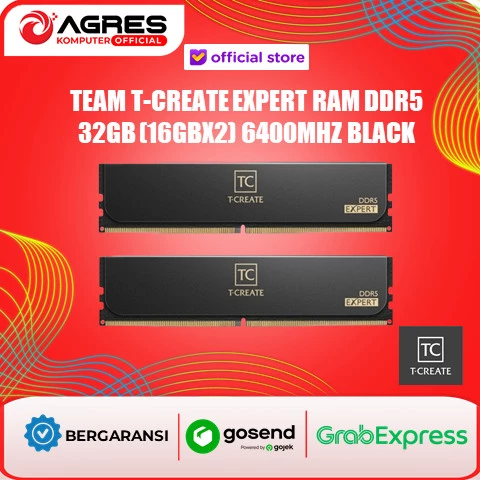 AGRES
KOMPUTER OFFICIAL
official store
TEAM T-CREATE EXPERT RAM DDR5
32GB (16GBX2) 6400MHZ BLACK
TC
T-CREATE
DDR5
EXPERT
TC
T-CREATE
DDR5
EXPERT
TC
T-CREATE
BERGARANSI
gosend
Powered by gojek
GrabExpress